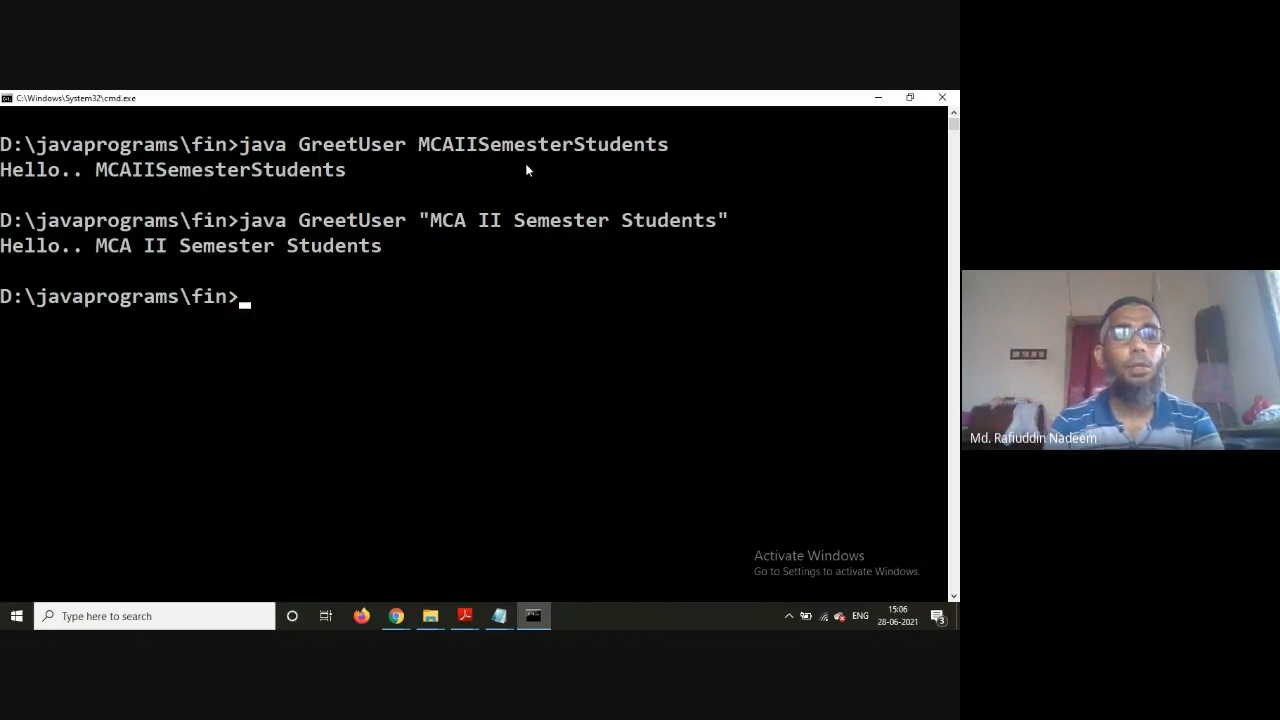 C:\Windows\System32\cmd.exe
D:\javaprograms\fin>java GreetUser MCAIISemesterStudents
Hello.. MCAIISemesterStudents
D:\javaprograms\fin>java GreetUser "MCA II Semester Students"
Hello.. MCA II Semester Students
D:\javaprograms\fin>
Md. Rafiuddin Nadeem
Activate Windows
Go to Settings to activate Windows.
Type here to search
ENG
15:06
28-06-2021
3